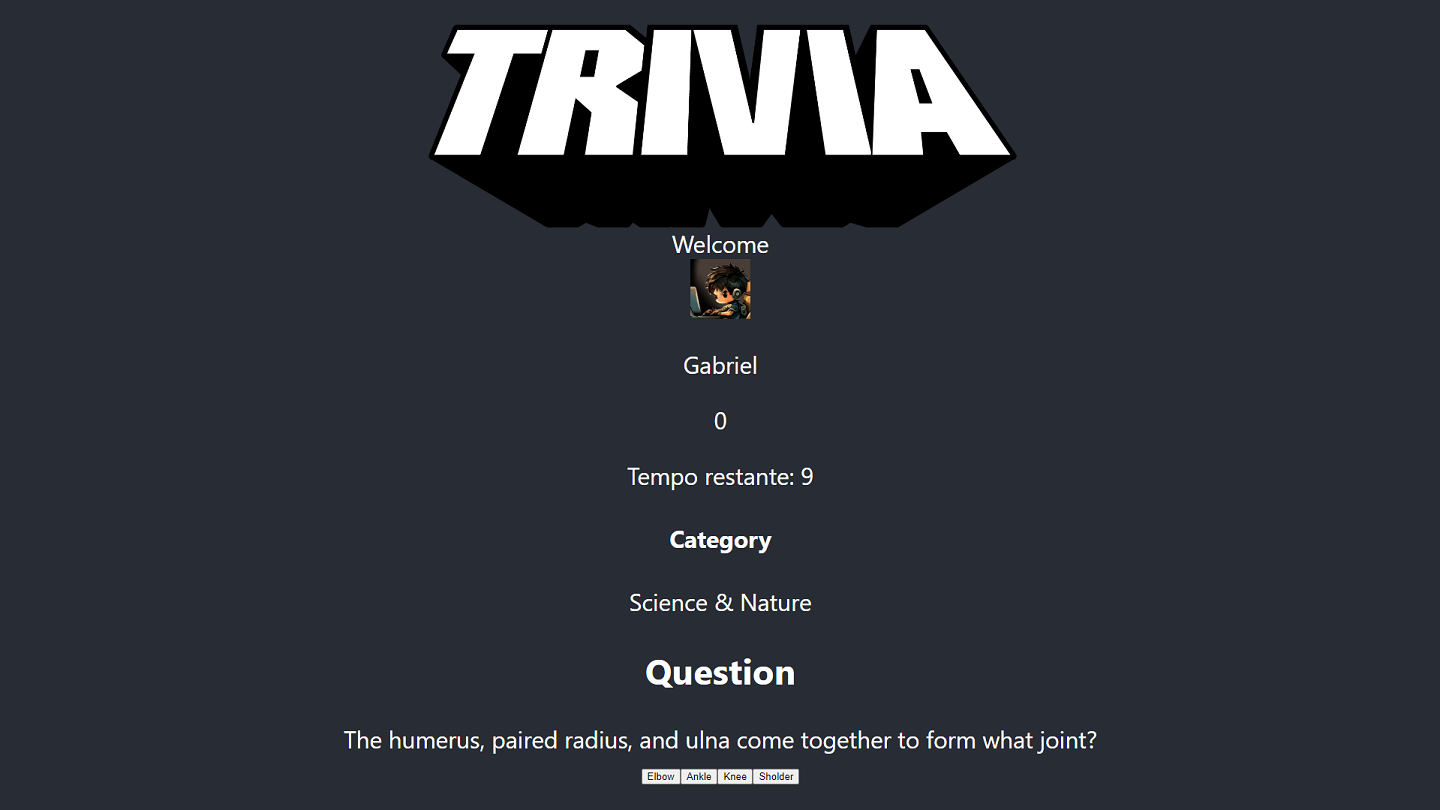 TRIVIA
Welcome
Gabriel
0
Tempo restante: 9
Category
Science & Nature
Question
The humerus, paired radius, and ulna come together to form what joint?
Elbow Ankle Knee Sholder